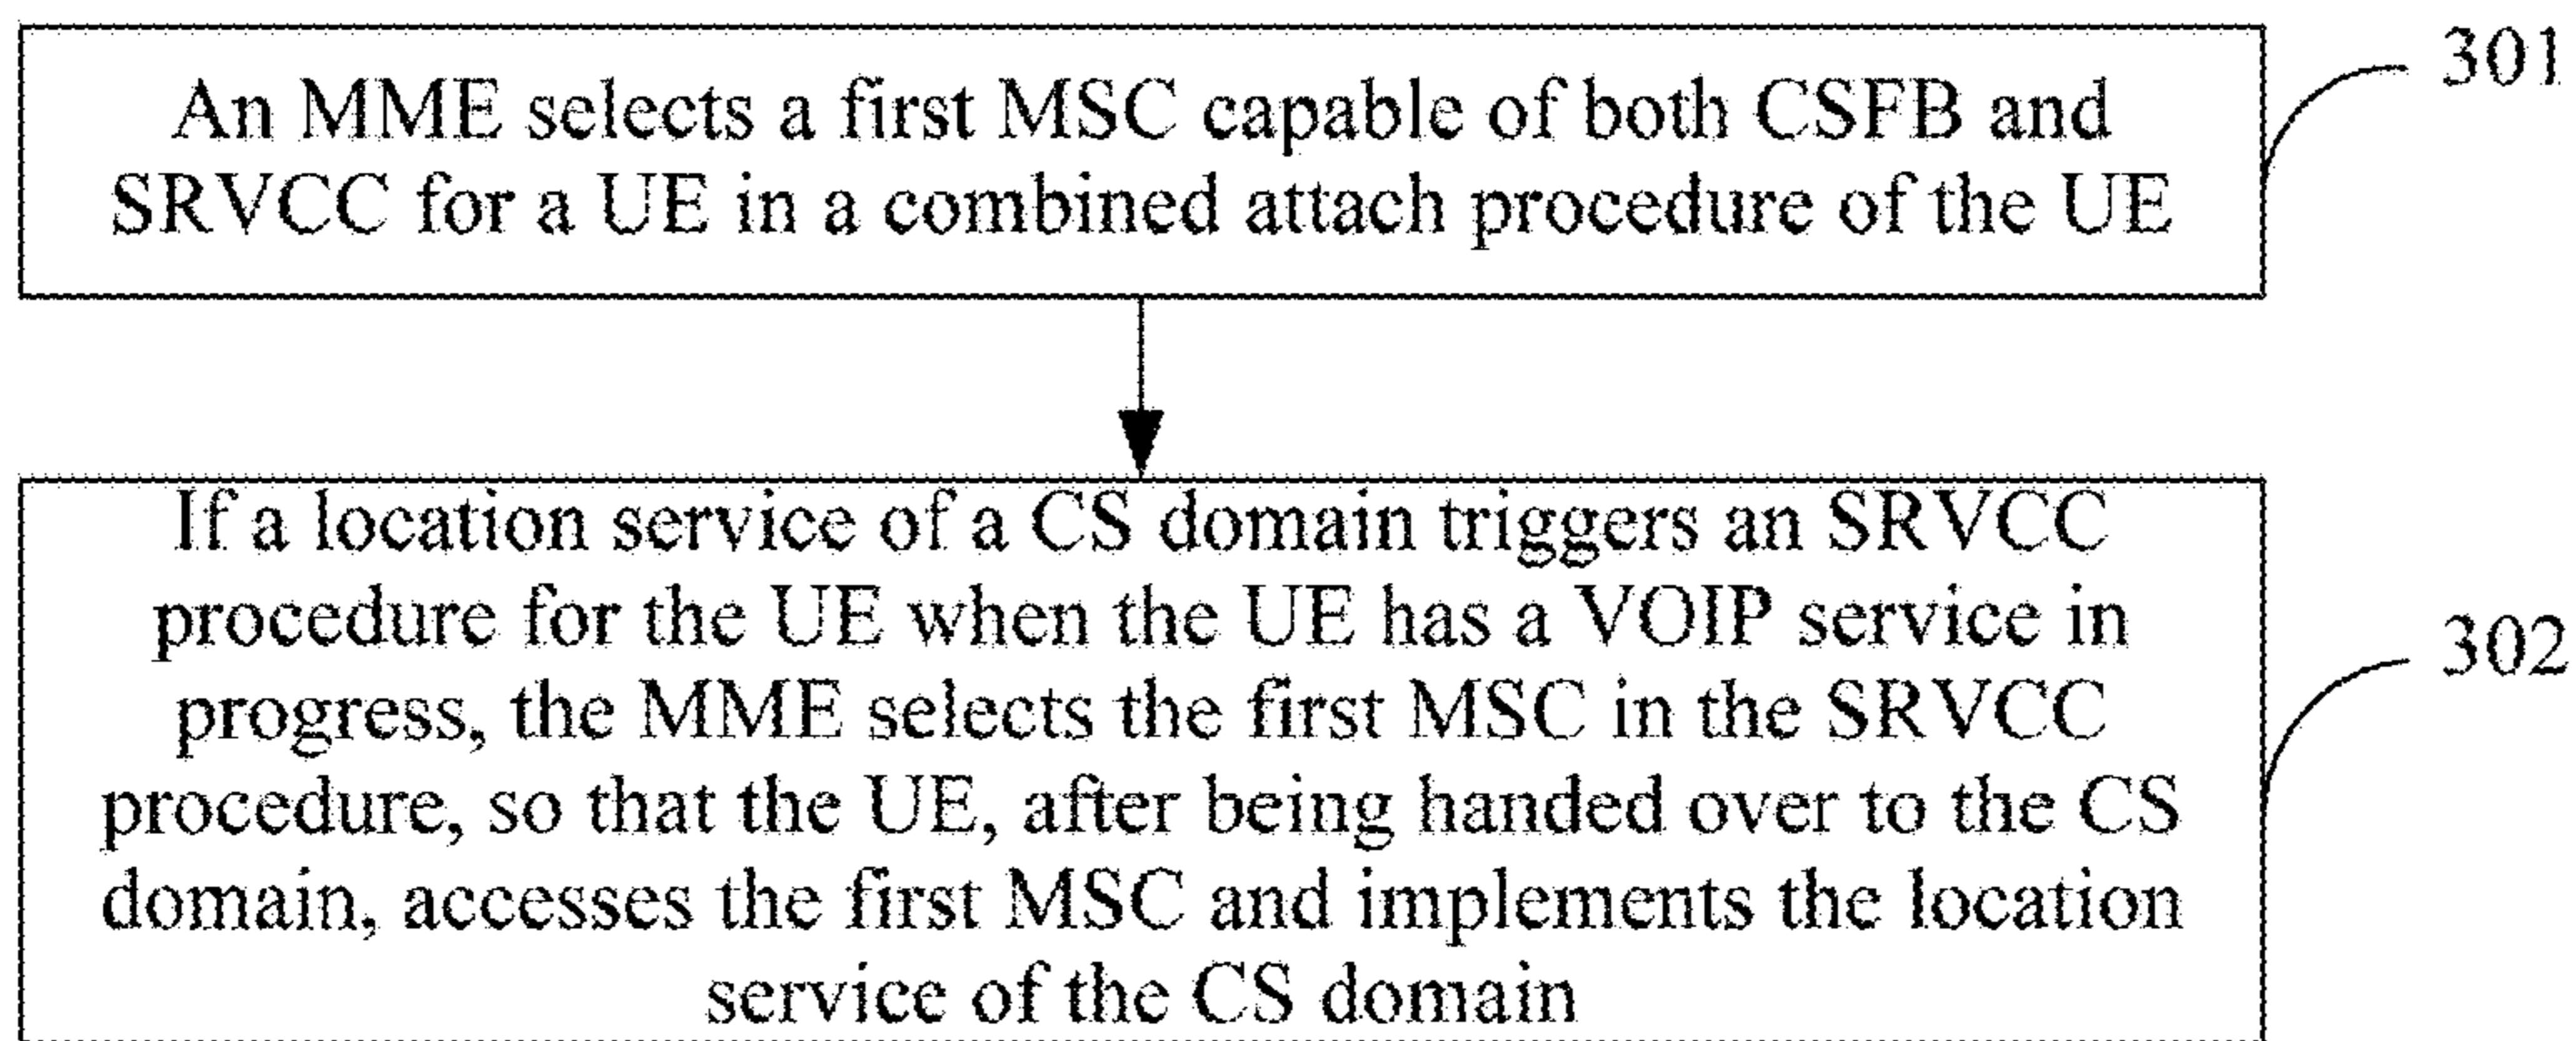 An MME selects a first MSC capable of both CSFB and
SRVCC for a UE in a combined attach procedure of the UE
301
If a location service of a CS domain triggers an SRVCC
procedure for the UE when the UE has a VOIP service in
progress, the MME selects the first MSC in the SRVCC
procedure, so that the UE, after being handed over to the CS
domain, accesses the first MSC and implements the location
service of the CS domain
302